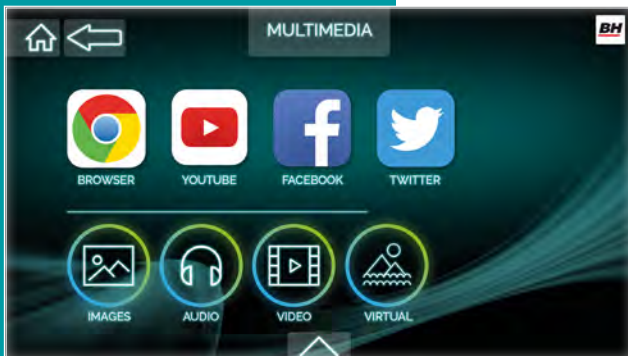 MULTIMEDIA
BH
BROWSER YOUTUBE FACEBOOK TWITTER
IMAGES AUDIO VIDEO VIRTUAL